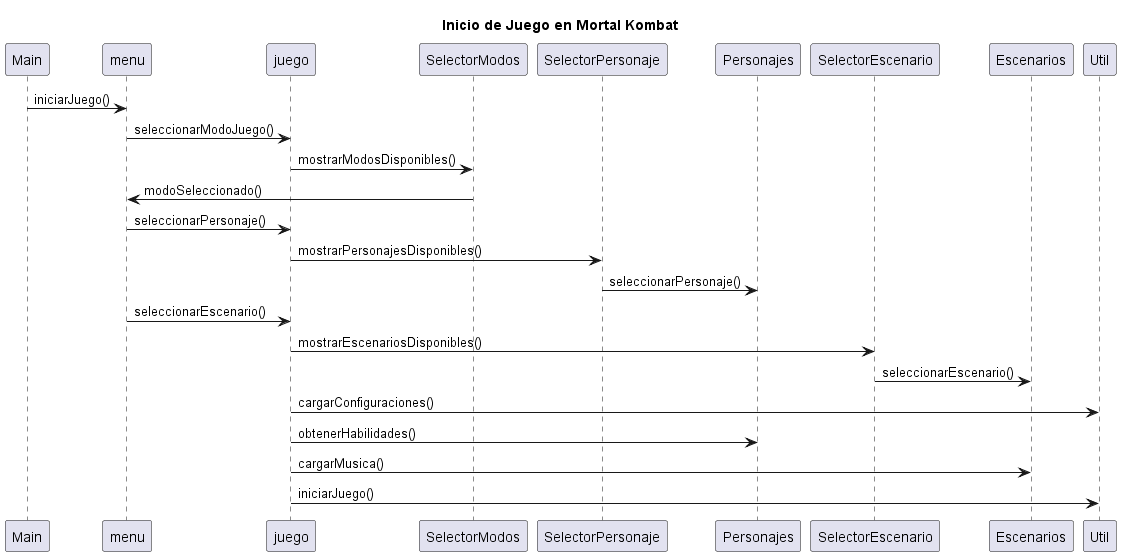 Inicio de Juego en Mortal Kombat
Main menu juego SelectorModos SelectorPersonaje Personajes SelectorEscenario Escenarios Util
iniciarJuego()
seleccionarModoJuego()
mostrarModosDisponibles()
modoSeleccionado()
seleccionarPersonaje()
mostrarPersonajesDisponibles()
seleccionarPersonaje()
seleccionarEscenario()
mostrarEscenariosDisponibles()
seleccionarEscenario()
cargarConfiguraciones()
obtenerHabilidades()
cargarMusica()
iniciarJuego()
Main menu juego SelectorModos SelectorPersonaje Personajes SelectorEscenario Escenarios Util